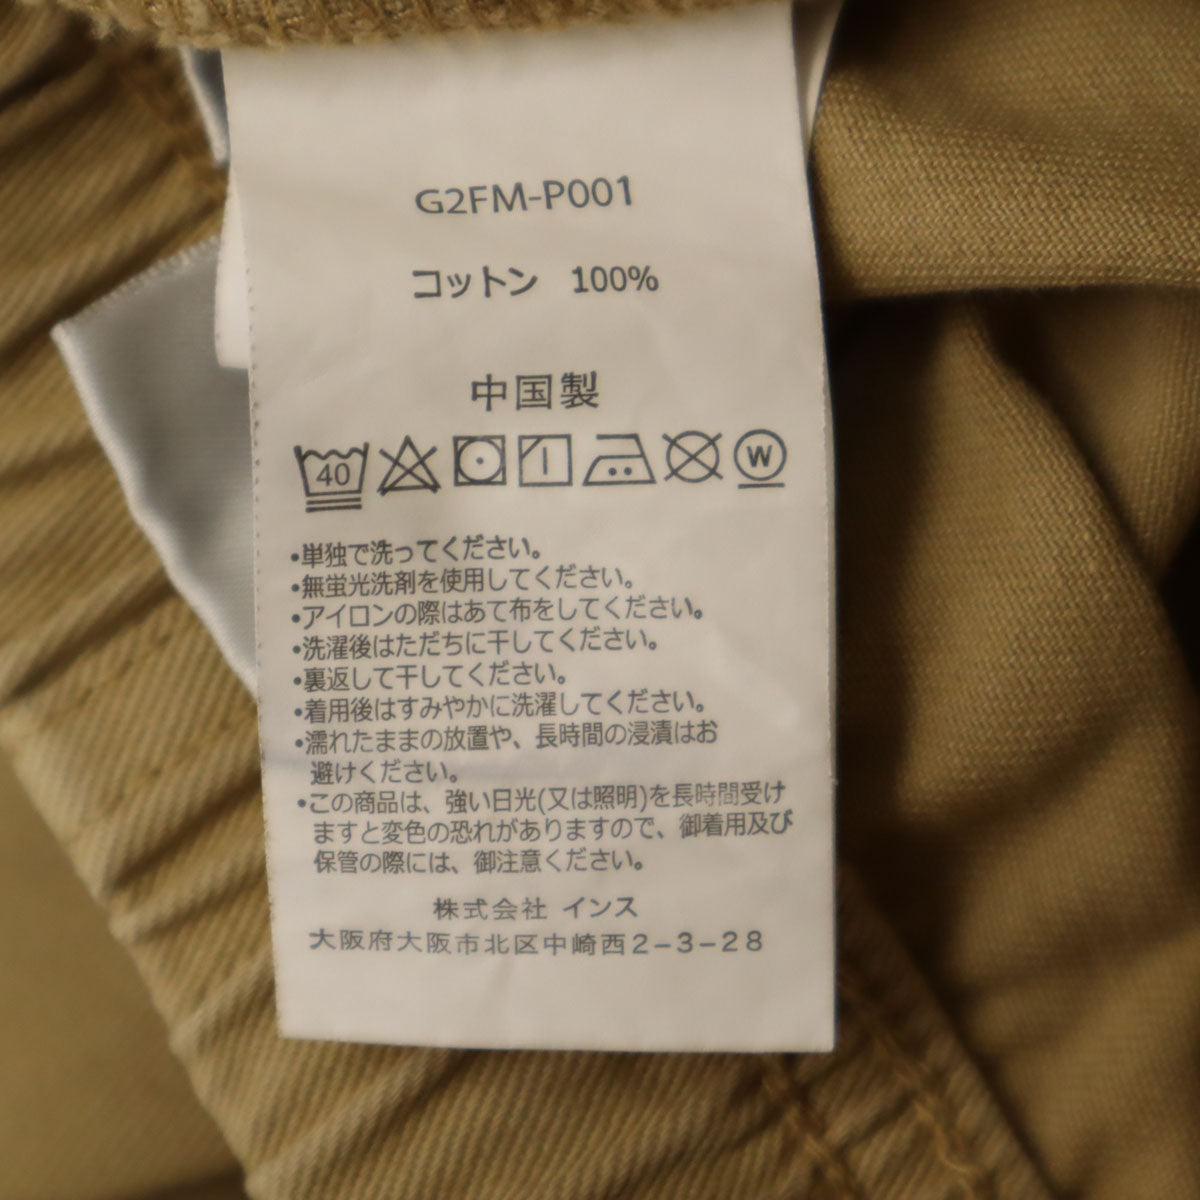 G2FM-P001
コットン 100%
中国製
40 W
•単独で洗ってください。
•無蛍光洗剤を使用してください。
•アイロンの際はあて布をしてください。
•洗濯後はただちに干してください。
•裏返して干してください。
•着用後はすみやかに洗濯してください。
•濡れたままの放置や、長時間の浸漬はお
避けください。
•この商品は、強い日光(又は照明)を長時間受け
ますと変色の恐れがありますので、御着用及び
保管の際には、御注意ください。
株式会社 インス
大阪府大阪市北区中崎西2-3-28